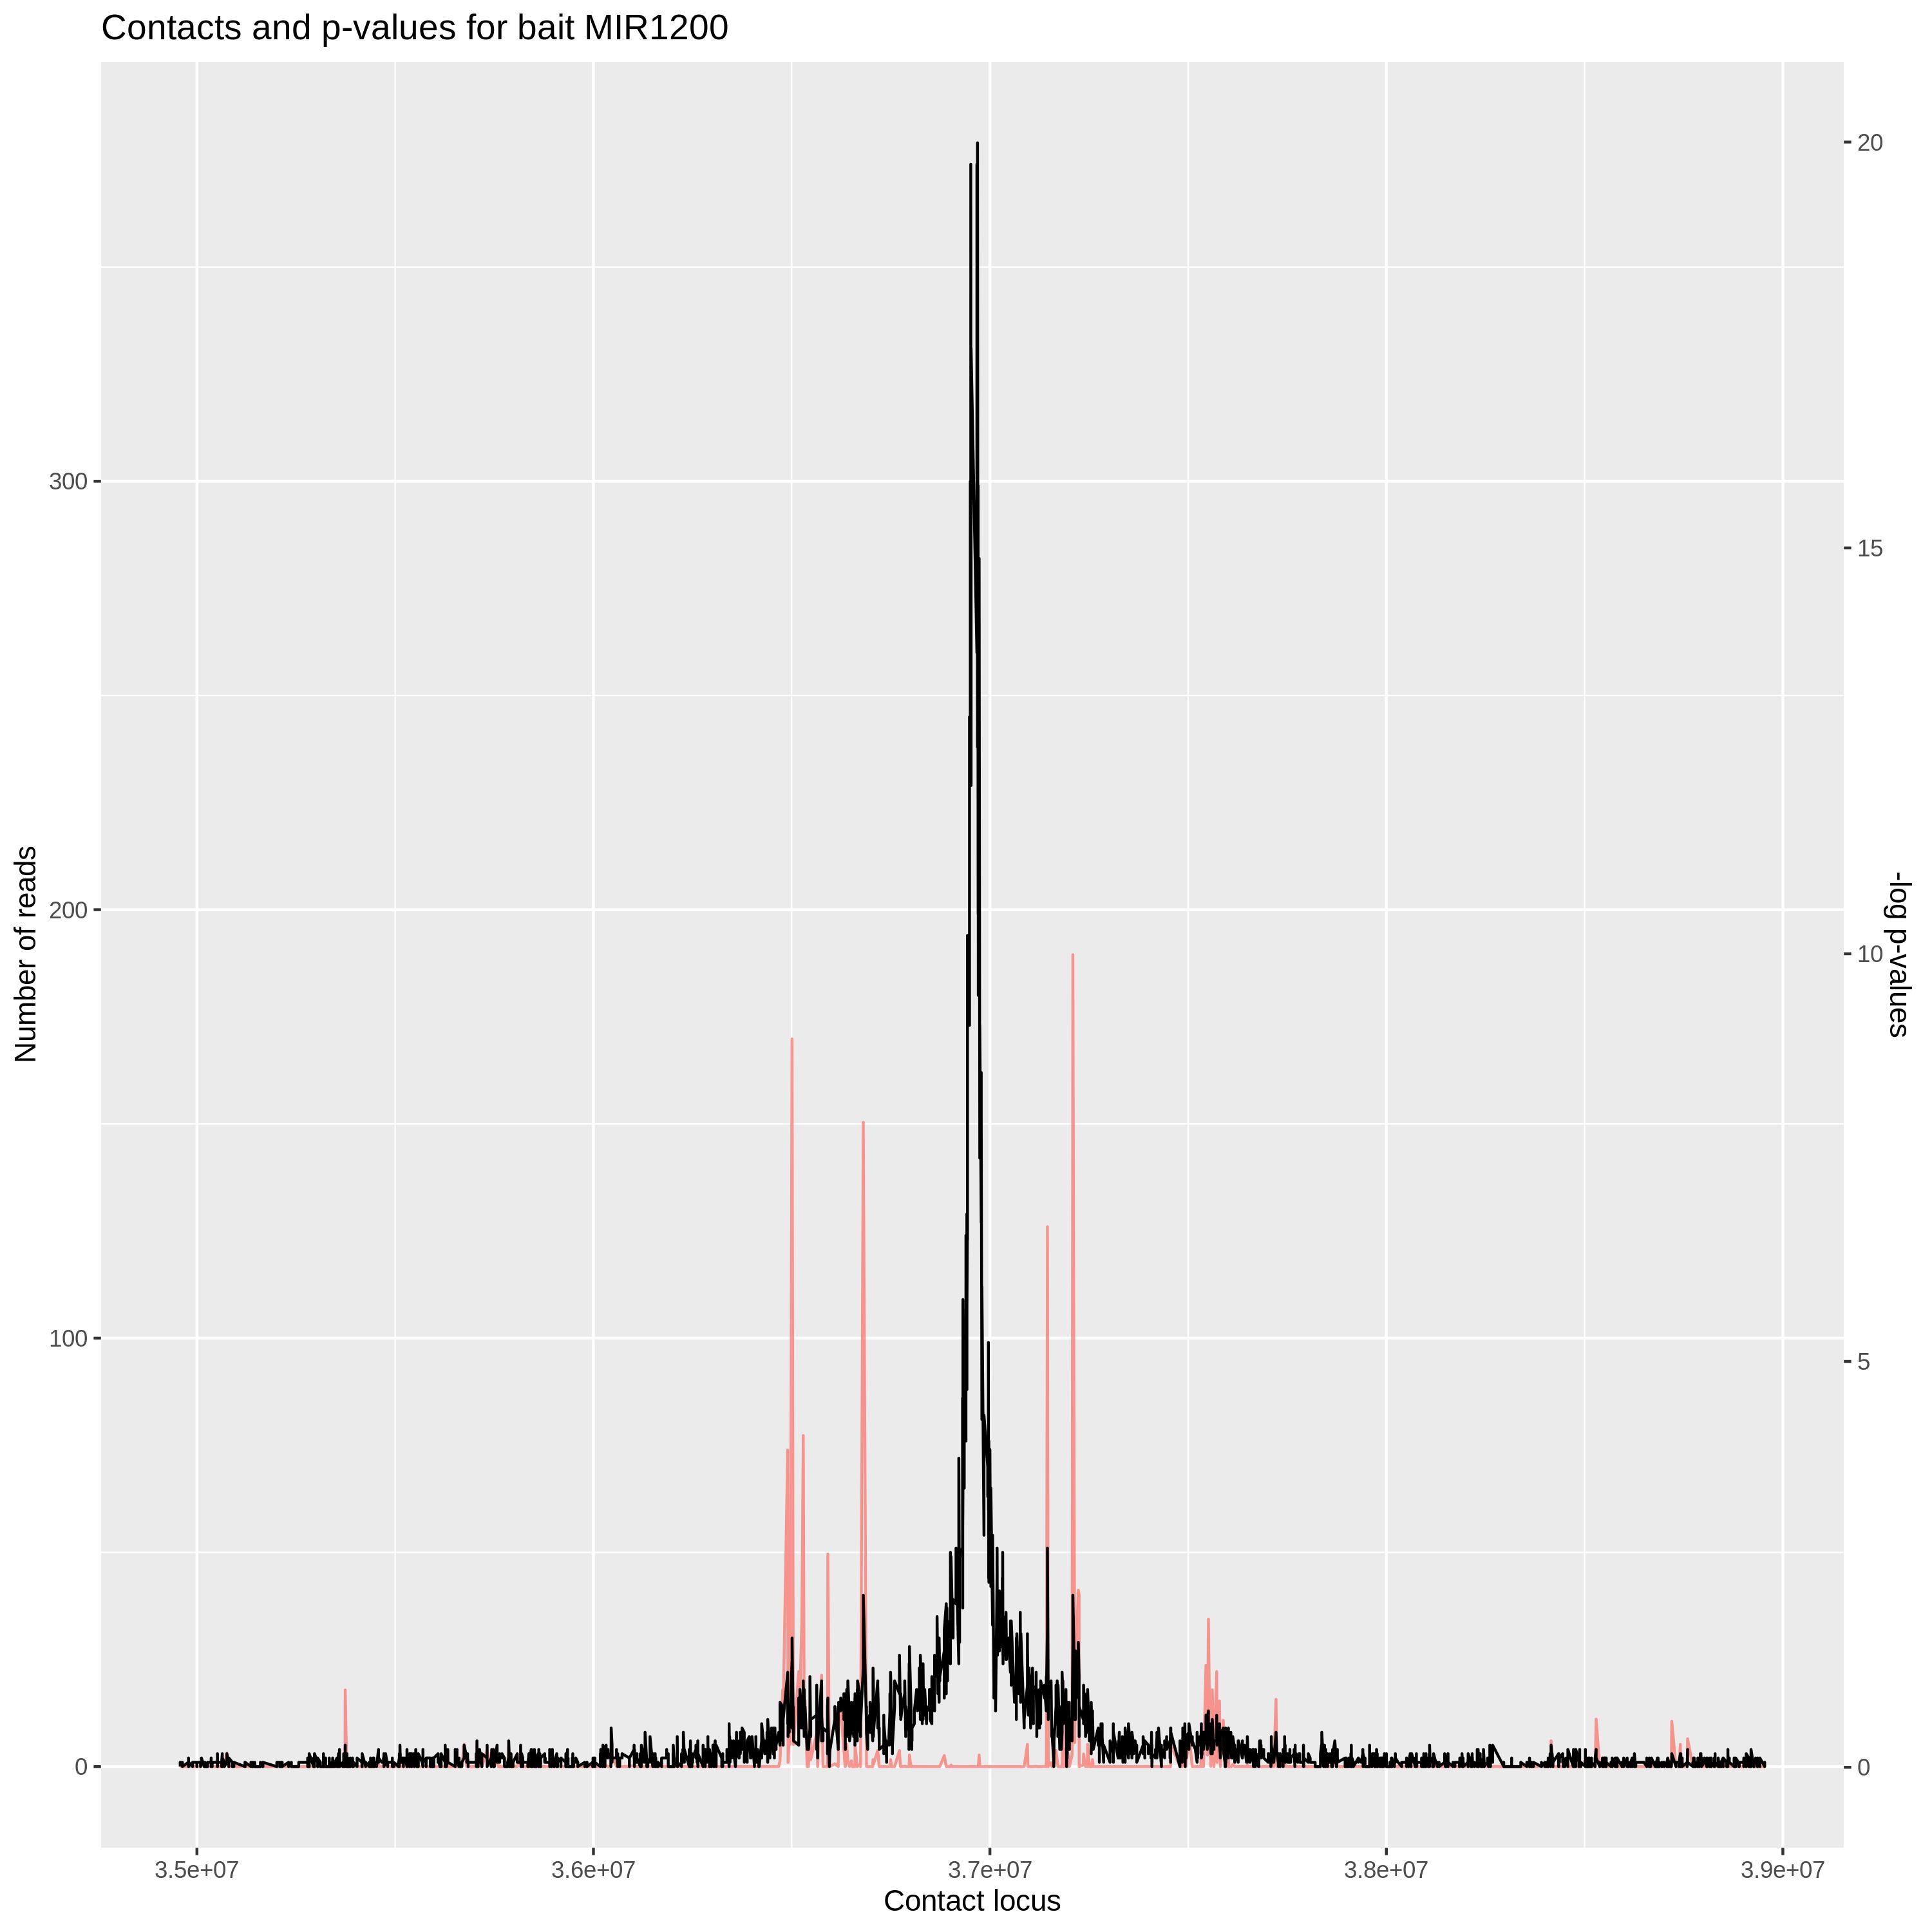 Contacts and p-values for bait MIR1200
Number of reads
300
200
100
0
20
15
10
5
0
-log p-values
3.5e+07 3.6e+07 3.7e+07 3.8e+07 3.9e+07
Contact locus